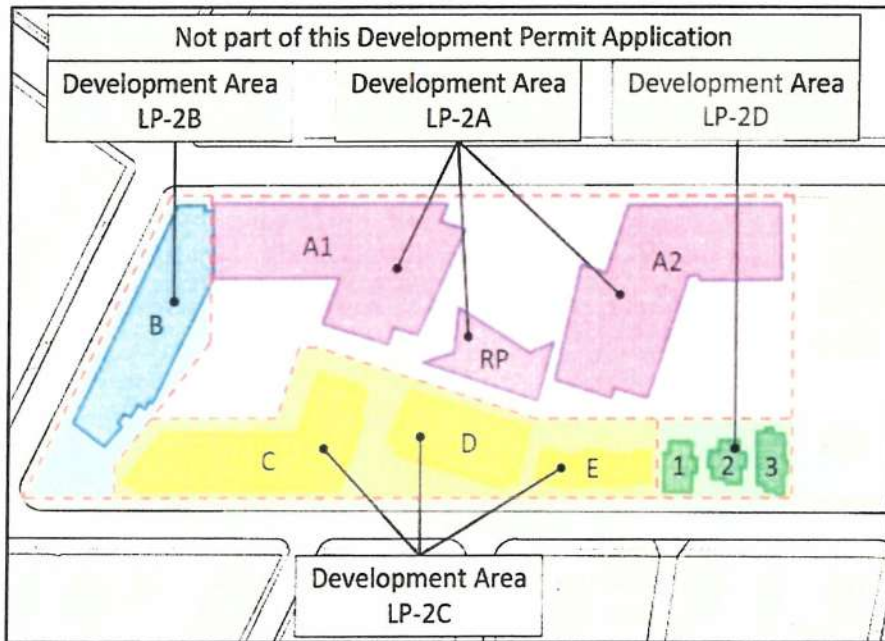 Not part of this Development Permit Application
Development Area
LP-2B
Development Area
LP-2A
Development Area
LP-2D
A1
A2
B
RP
C
D
E
1
2
3
Development Area
LP-2C